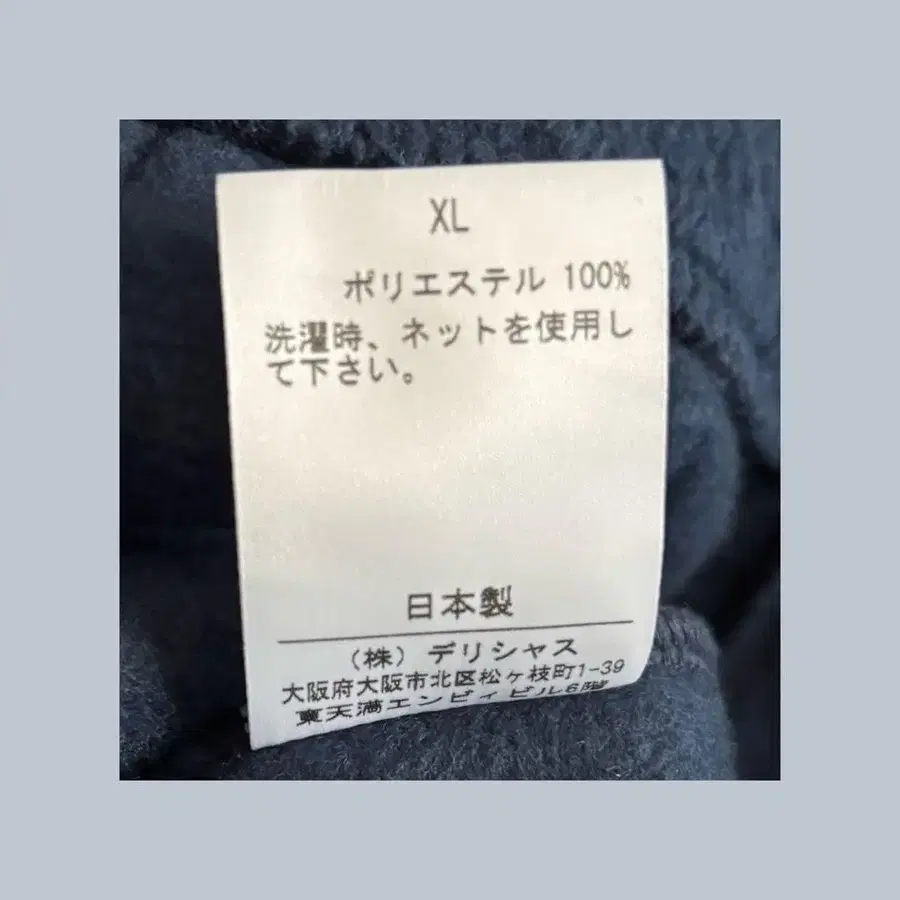 XL
ポリエステル 100%
洗濯時、ネットを使用し
て下さい。
日本製
（株）デリシャス
大阪府大阪市北区松ヶ枝町1-39
東天満エンビィビル6階